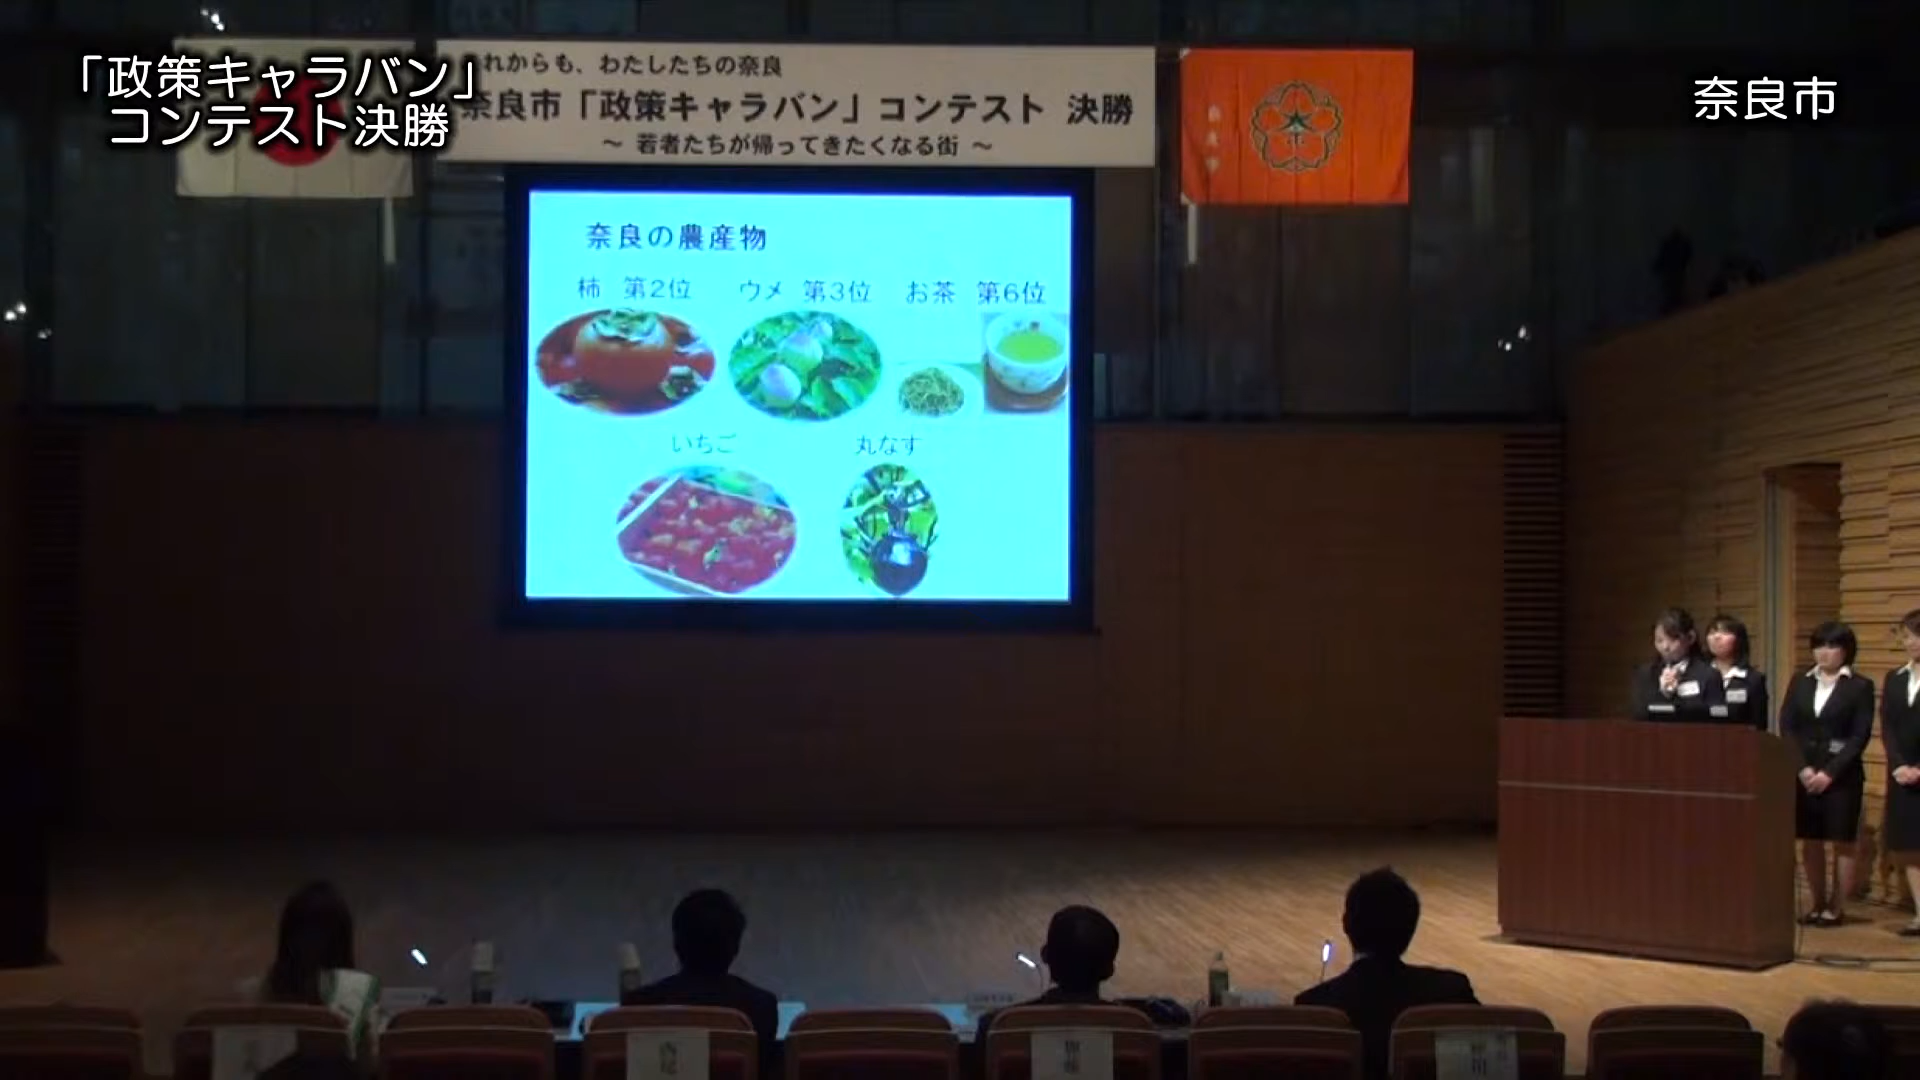 「政策キャラバン」
コンテスト決勝
奈良市
れからも、わたしたちの奈良
奈良市「政策キャラバン」コンテスト 決勝
～ 若者たちが帰ってきたくなる街 ～
奈良の農産物
柿 第2位 ウメ 第3位 お茶 第6位
いちご 丸なす